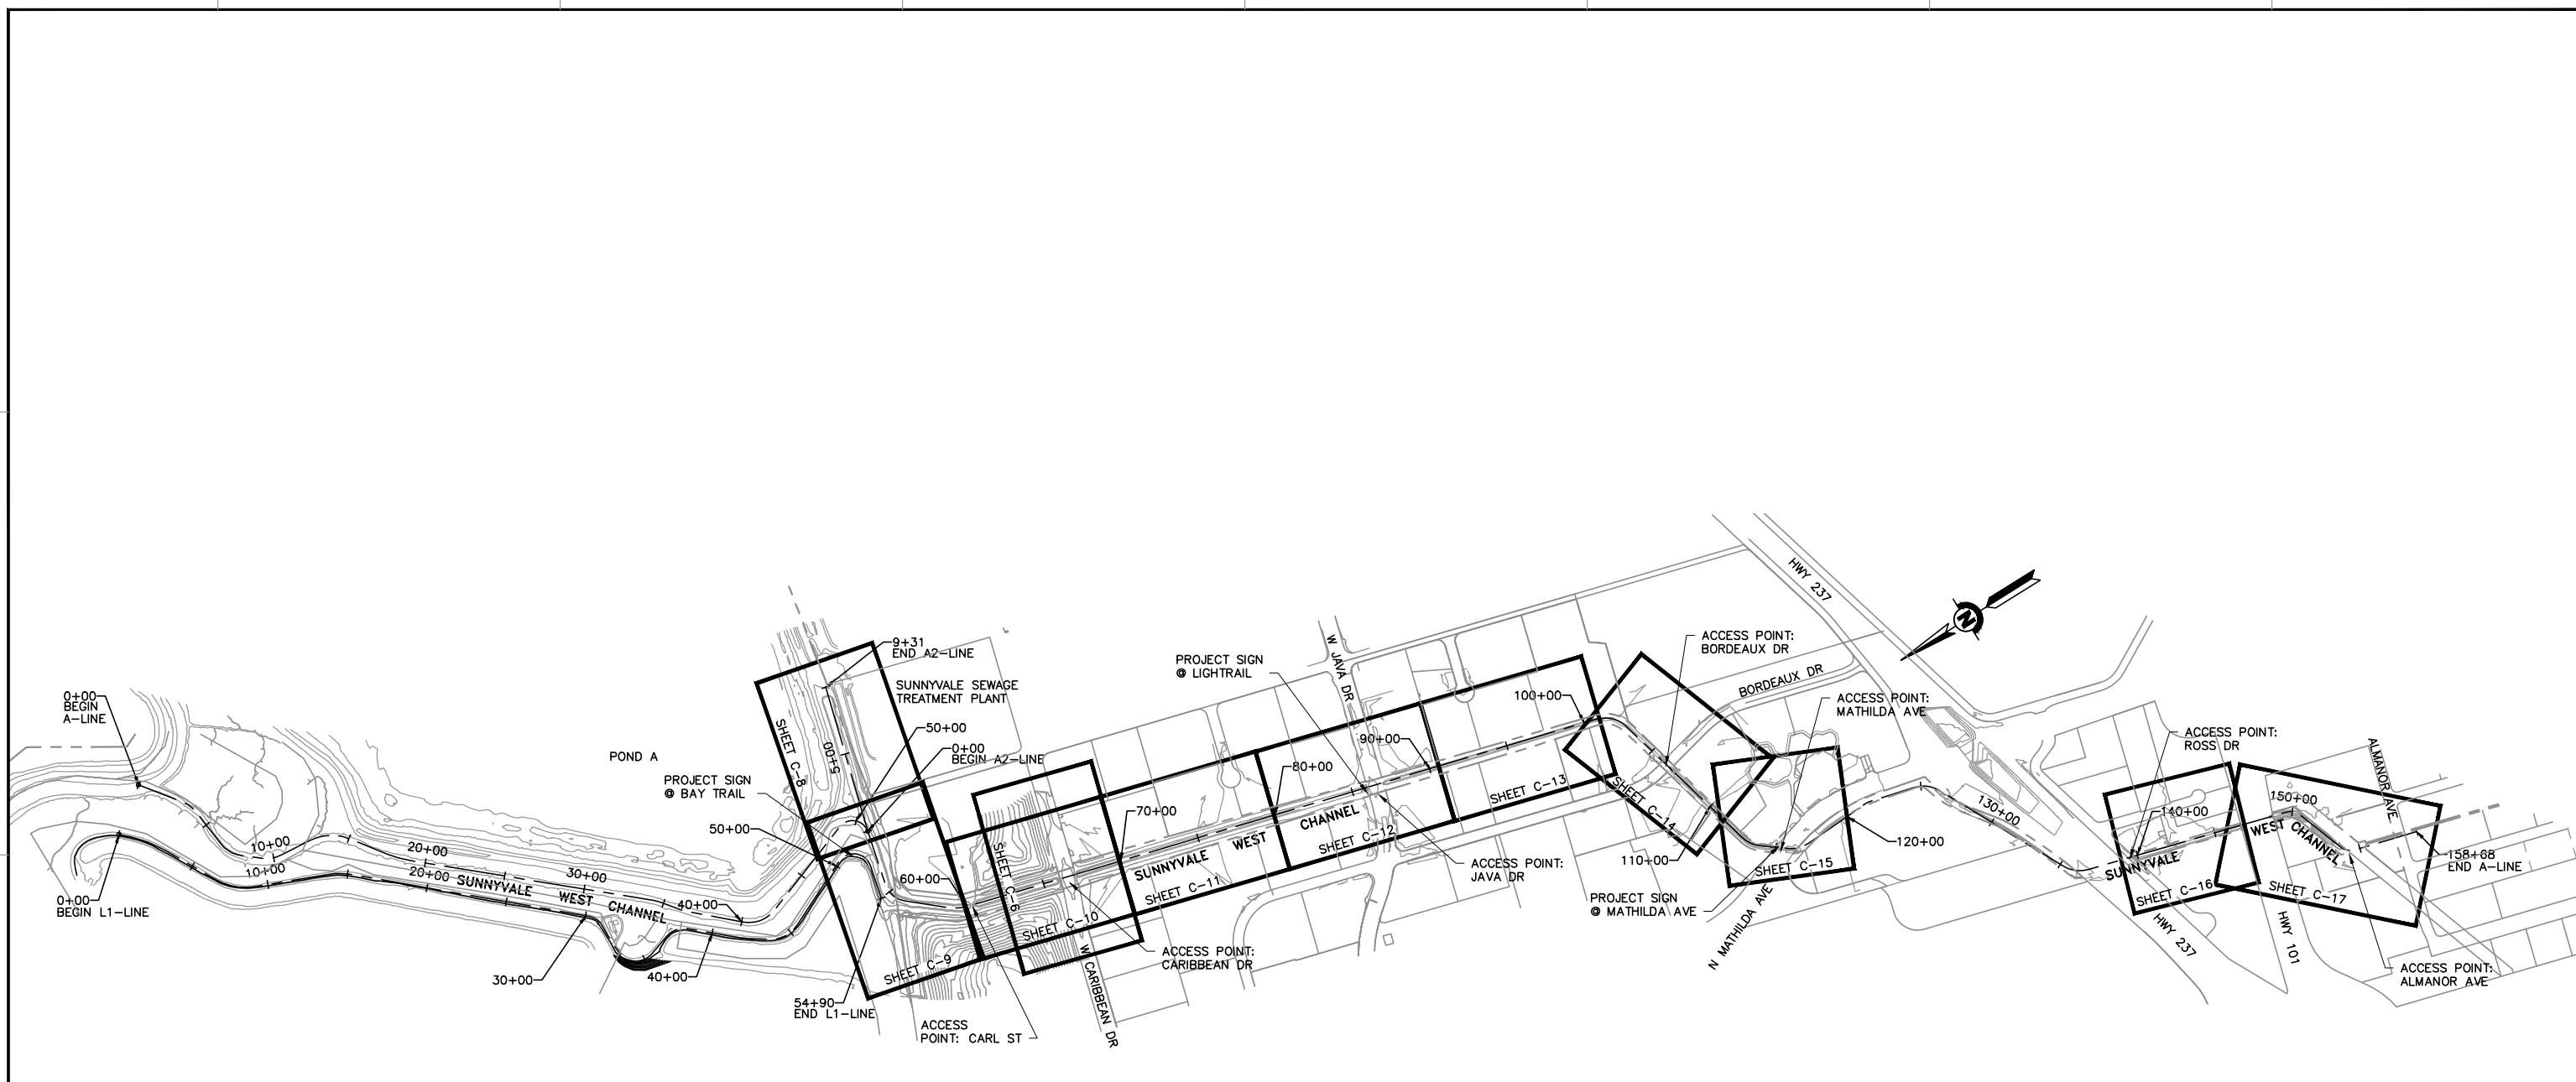 HWY 237
N
9+31
END A2-LINE
SUNNYVALE SEWAGE
TREATMENT PLANT
PROJECT SIGN
@ LIGHTRAIL
W JAVA DR
ACCESS POINT:
BORDEAUX DR
BORDEAUX DR
0+00
BEGIN
A-LINE
100+00
ACCESS POINT:
MATHILDA AVE
POND A
SHEET C-8
5+00
50+00
0+00
BEGIN A2-LINE
90+00
ACCESS POINT:
ROSS DR
ALMANOR AVE
PROJECT SIGN
@ BAY TRAIL
80+00
SHEET C-13
SHEET C-14
130+00
150+00
50+00
70+00
CHANNEL
SHEET C-12
140+00
WEST CHANNEL
10+00
20+00
SUNNYVALE WEST
110+00
120+00
158+68
END A-LINE
10+00
20+00
SUNNYVALE
30+00
60+00
SHEET C-6
ACCESS POINT:
JAVA DR
SHEET C-15
SUNNYVALE
0+00
BEGIN L1-LINE
WEST CHANNEL
40+00
SHEET C-10
SHEET C-11
PROJECT SIGN
@ MATHILDA AVE
N MATHILDA AVE
SHEET C-16
SHEET C-17
HWY 237
HWY 101
30+00
40+00
SHEET C-9
ACCESS POINT:
CARIBBEAN DR
W CARIBBEAN DR
ACCESS POINT:
ALMANOR AVE
54+90
END L1-LINE
ACCESS
POINT: CARL ST